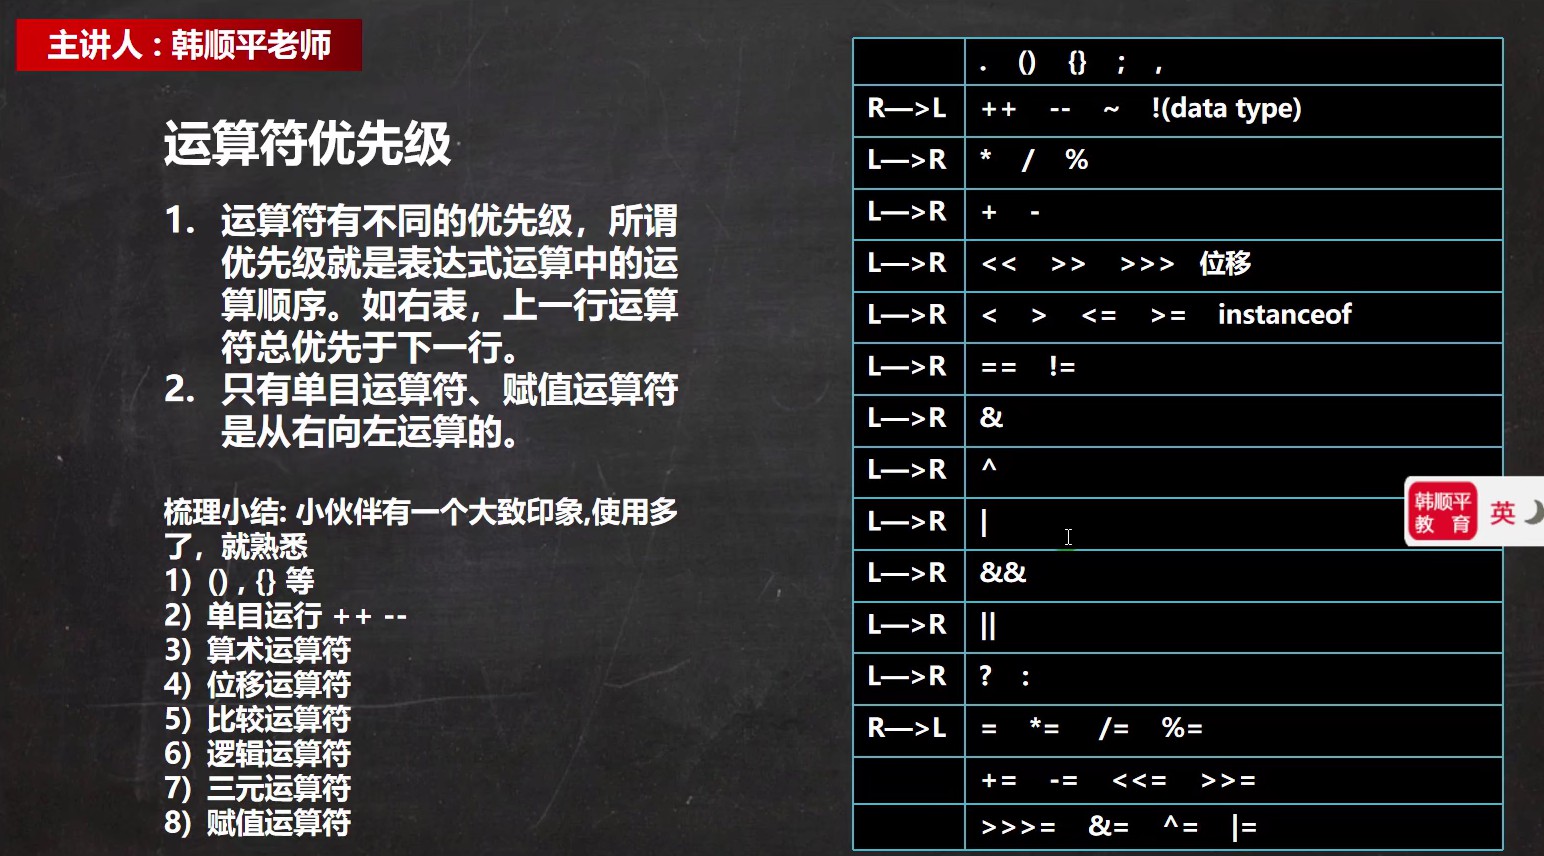 主讲人：韩顺平老师
运算符优先级
1. 运算符有不同的优先级，所谓
优先级就是表达式运算中的运
算顺序。如右表，上一行运算
符总优先于下一行。
2. 只有单目运算符、赋值运算符
是从右向左运算的。
梳理小结: 小伙伴有一个大致印象,使用多
了，就熟悉
1) () , {} 等
2) 单目运行 ++ --
3) 算术运算符
4) 位移运算符
5) 比较运算符
6) 逻辑运算符
7) 三元运算符
8) 赋值运算符
. () {} ; ,
R—>L ++ -- ~ !(data type)
L—>R * / %
L—>R + -
L—>R << >> >>> 位移
L—>R < > <= >= instanceof
L—>R == !=
L—>R &
L—>R ^
L—>R |
L—>R &&
L—>R ||
L—>R ? :
R—>L = *= /= %=
+= -= <<= >>=
>>>= &= ^= |=
韩顺平
教 育
英